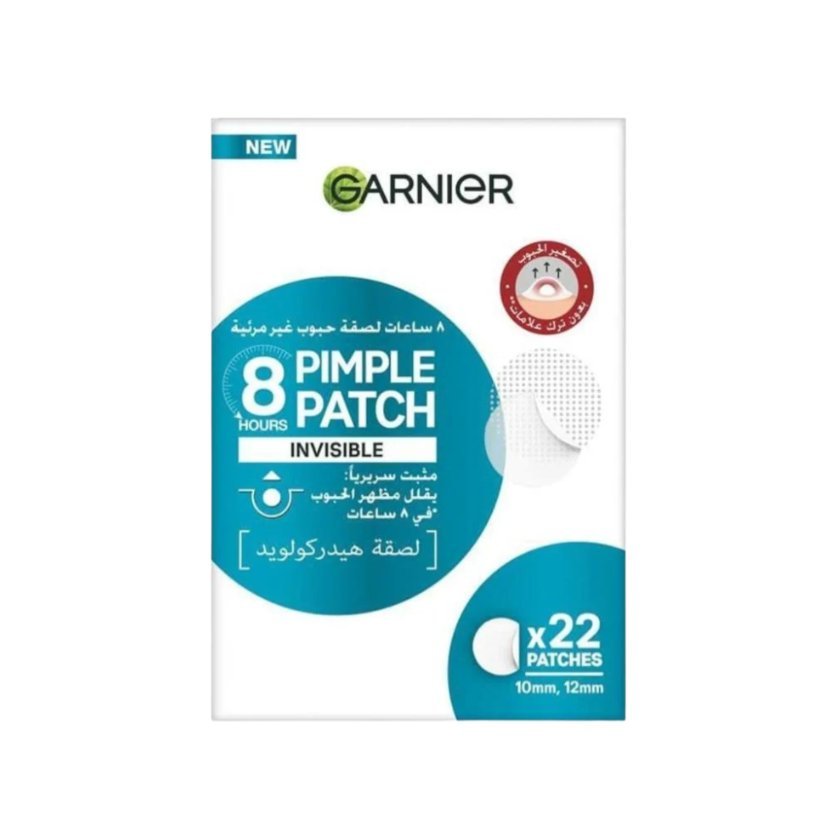 NEW
GARNIER
تصغير الحبوب
بدون ترك علامات**
٨ ساعات لصقة حبوب غير مرئية
8
HOURS
PIMPLE
PATCH
INVISIBLE
مثبت سريرياً:
يقلل مظهر الحبوب
في ٨ ساعات*
[لصقة هيدركولويد]
x22
PATCHES
10mm, 12mm